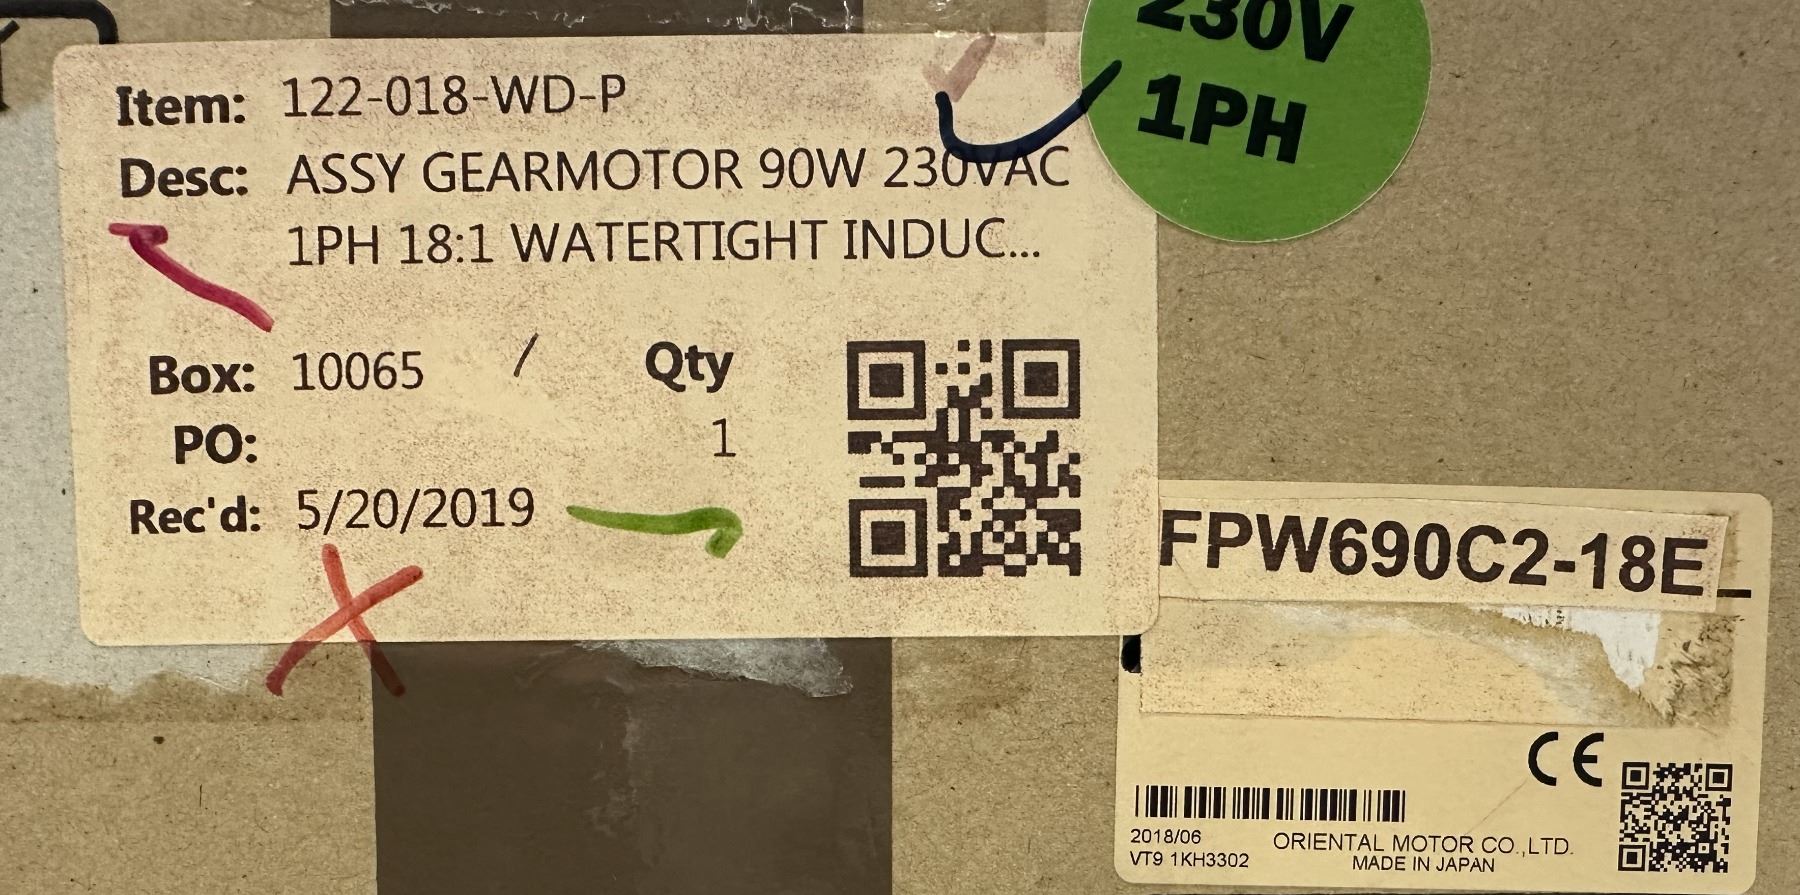 230V
1PH
Item: 122-018-WD-P
Desc: ASSY GEARMOTOR 90W 230VAC
1PH 18:1 WATERTIGHT INDUC...
Box: 10065 / Qty
PO: 1
Rec'd: 5/20/2019
FPW690C2-18E
CE
2018/06
VT9 1KH3302
ORIENTAL MOTOR CO.,LTD.
MADE IN JAPAN